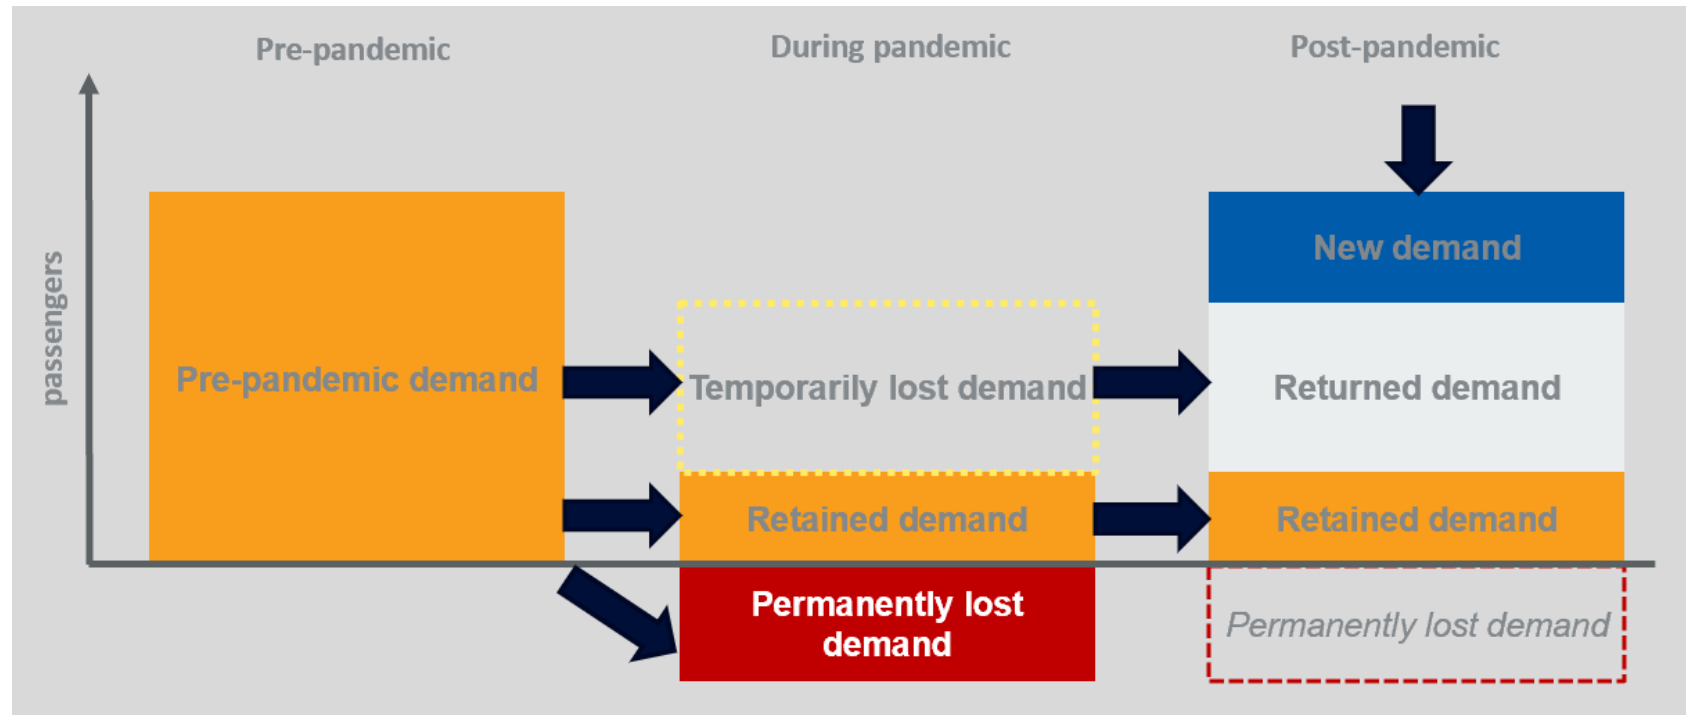 Pre-pandemic
During pandemic
Post-pandemic
passengers
New demand
Pre-pandemic demand
Temporarily lost demand
Returned demand
Retained demand
Retained demand
Permanently lost
demand
Permanently lost demand